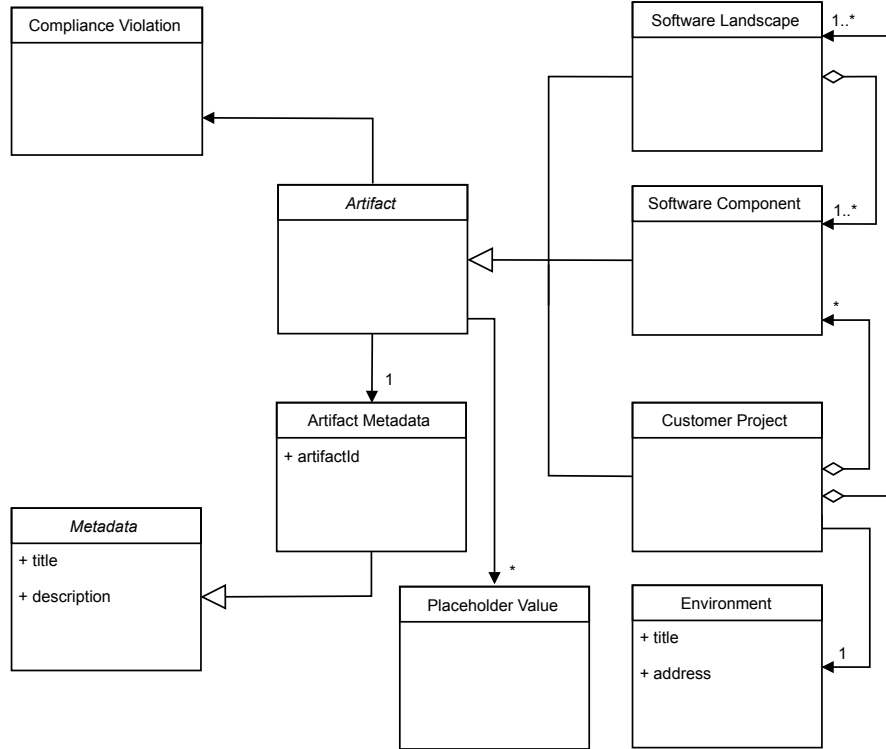 Compliance Violation
Software Landscape
1..*
Artifact
Software Component
1..*
*
1
Artifact Metadata
+ artifactId
Customer Project
Metadata
+ title
+ description
*
Placeholder Value
Environment
+ title
1
+ address